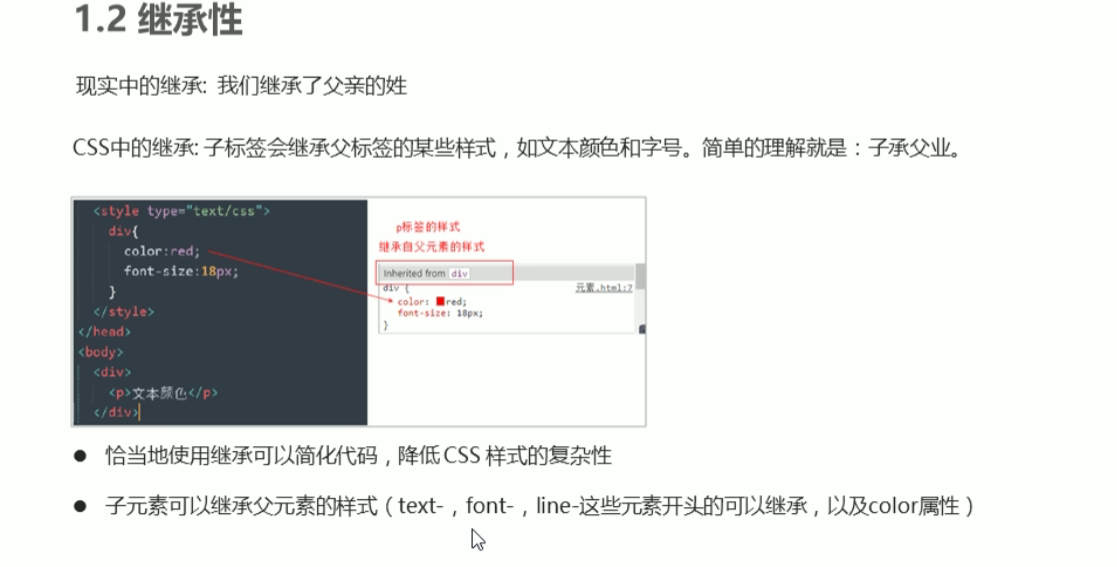 1.2 继承性
现实中的继承: 我们继承了父亲的姓
CSS中的继承: 子标签会继承父标签的某些样式，如文本颜色和字号。简单的理解就是：子承父业。
<style type="text/css">
div{
color:red;
font-size:18px;
}
</style>
</head>
<body>
<div>
<p>文本颜色</p>
</div>
p标签的样式
继承自父元素的样式
Inherited from div
div {
元素.html:7
color: red;
font-size: 18px;
}
● 恰当地使用继承可以简化代码，降低 CSS 样式的复杂性
● 子元素可以继承父元素的样式（text-，font-，line-这些元素开头的可以继承，以及color属性）